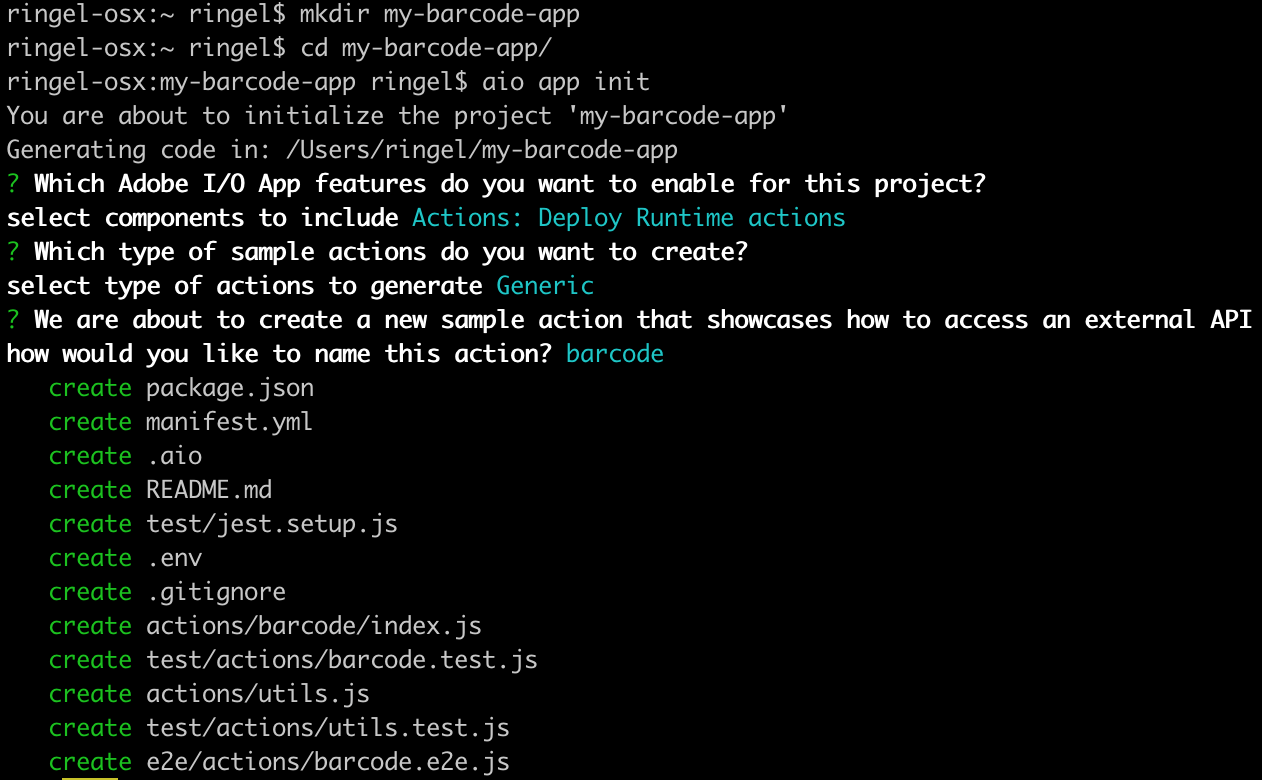 ringel-osx:~ ringel$ mkdir my-barcode-app
ringel-osx:~ ringel$ cd my-barcode-app/
ringel-osx:my-barcode-app ringel$ aio app init
You are about to initialize the project 'my-barcode-app'
Generating code in: /Users/ringel/my-barcode-app
? Which Adobe I/O App features do you want to enable for this project?
select components to include Actions: Deploy Runtime actions
? Which type of sample actions do you want to create?
select type of actions to generate Generic
? We are about to create a new sample action that showcases how to access an external API
how would you like to name this action? barcode
   create package.json
   create manifest.yml
   create .aio
   create README.md
   create test/jest.setup.js
   create .env
   create .gitignore
   create actions/barcode/index.js
   create test/actions/barcode.test.js
   create actions/utils.js
   create test/actions/utils.test.js
   create e2e/actions/barcode.e2e.js